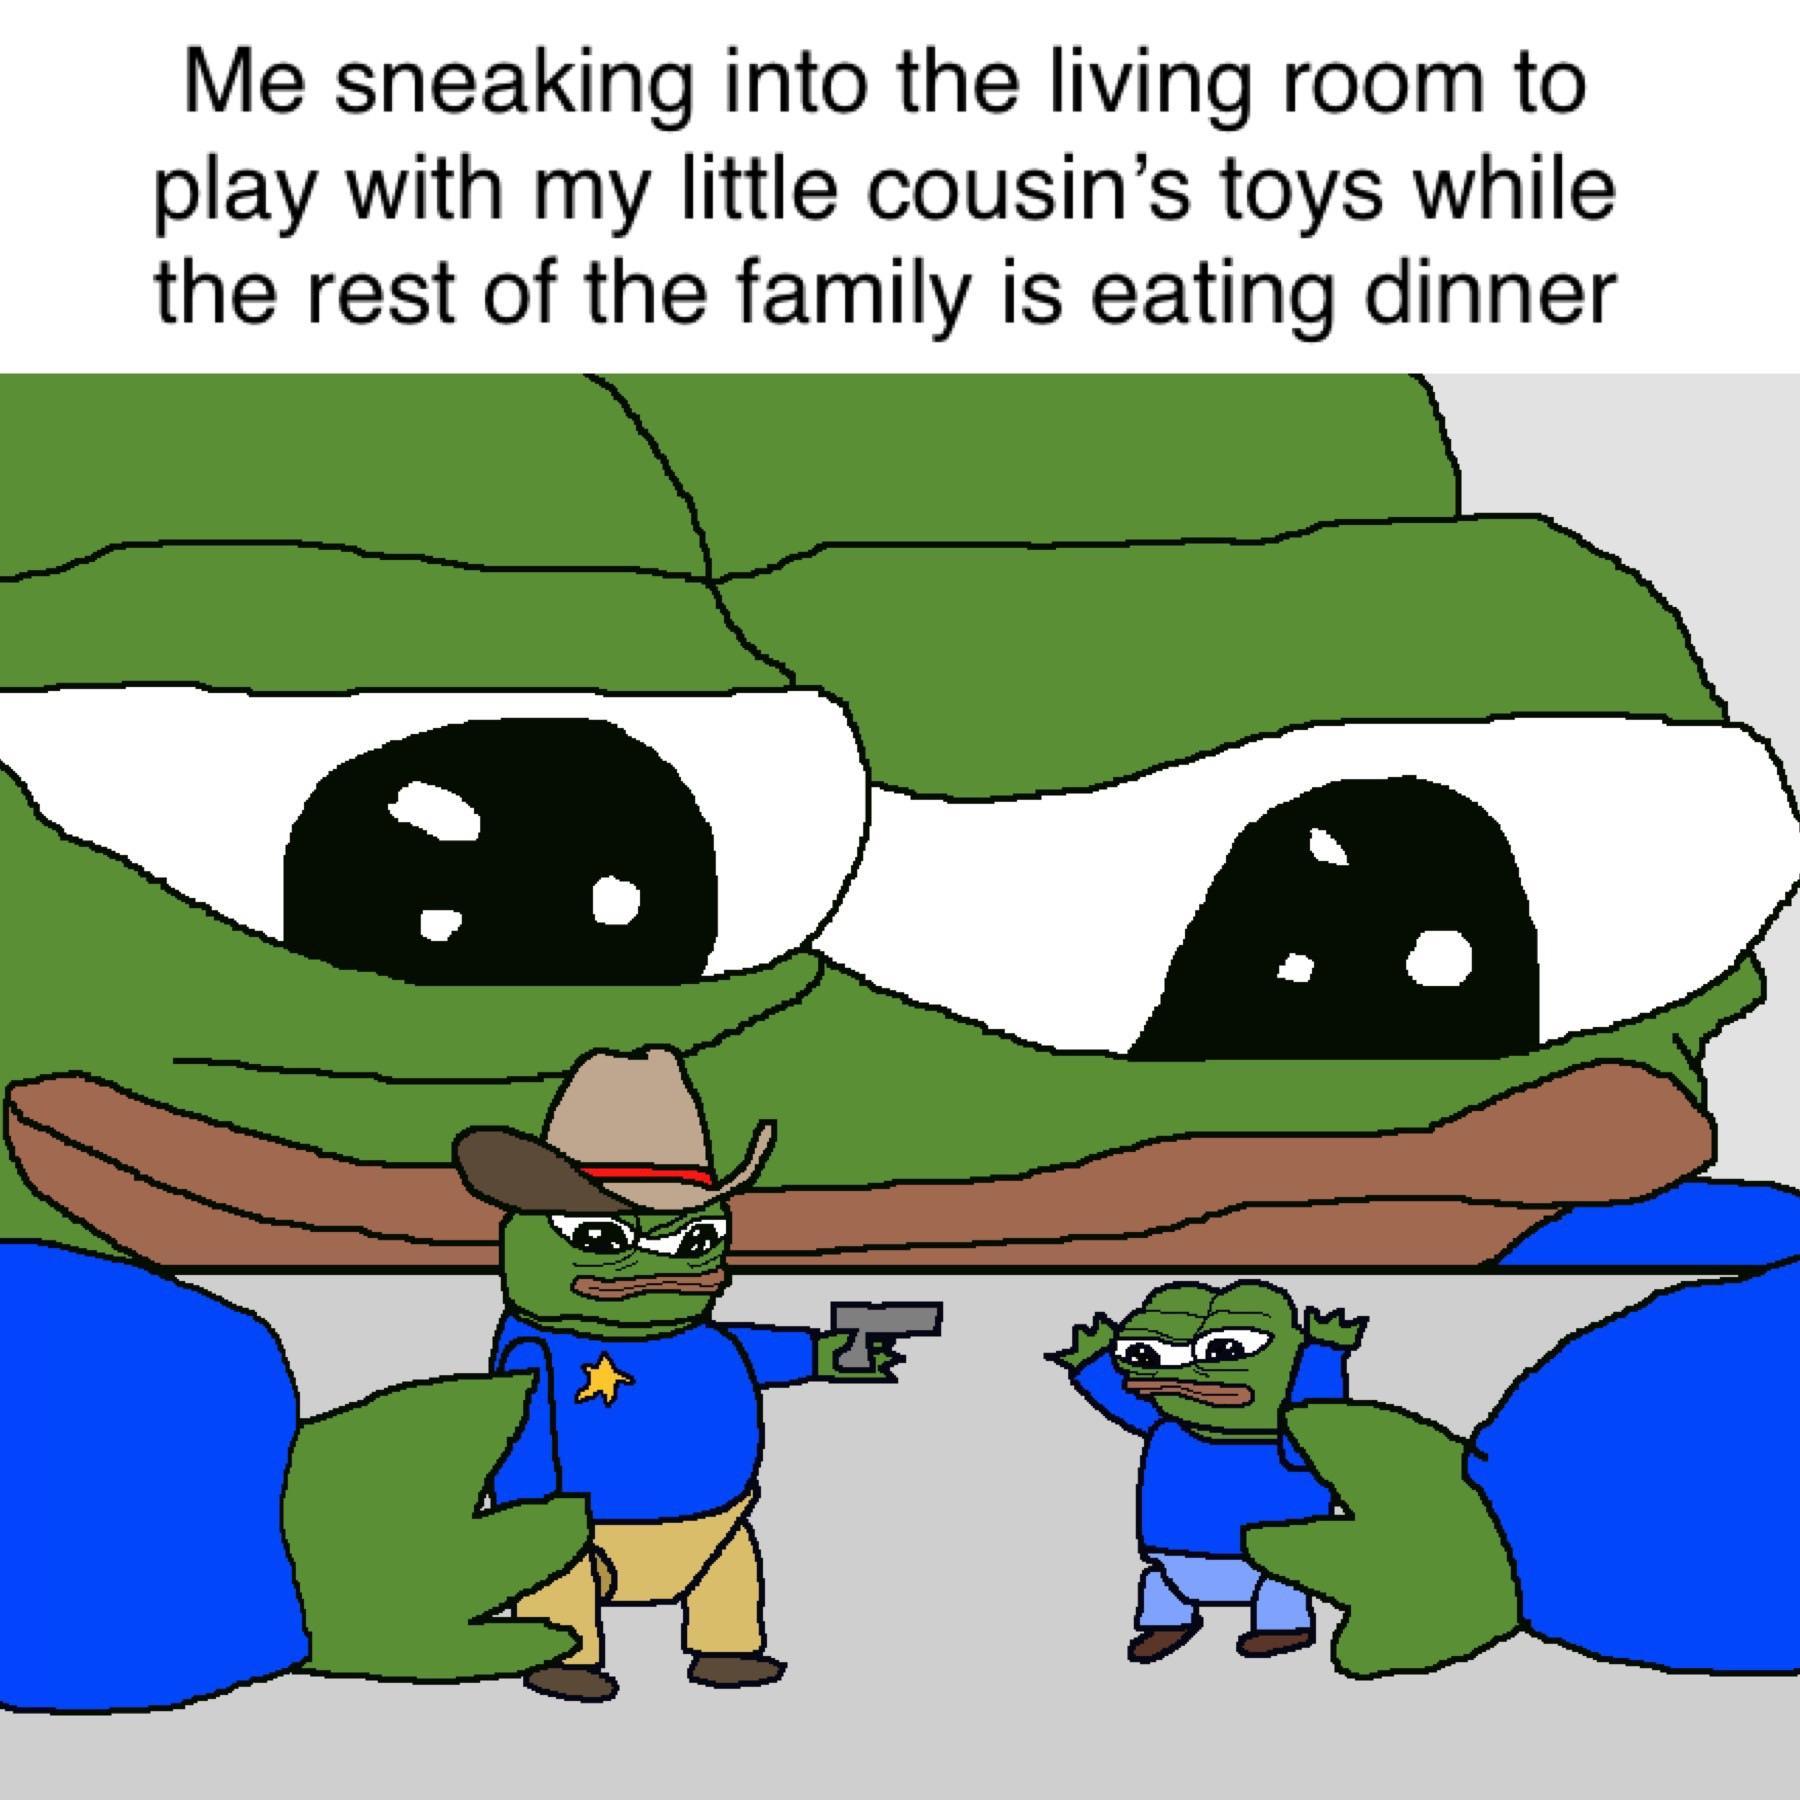 Me sneaking into the living room to
play with my little cousin’s toys while
the rest of the family is eating dinner